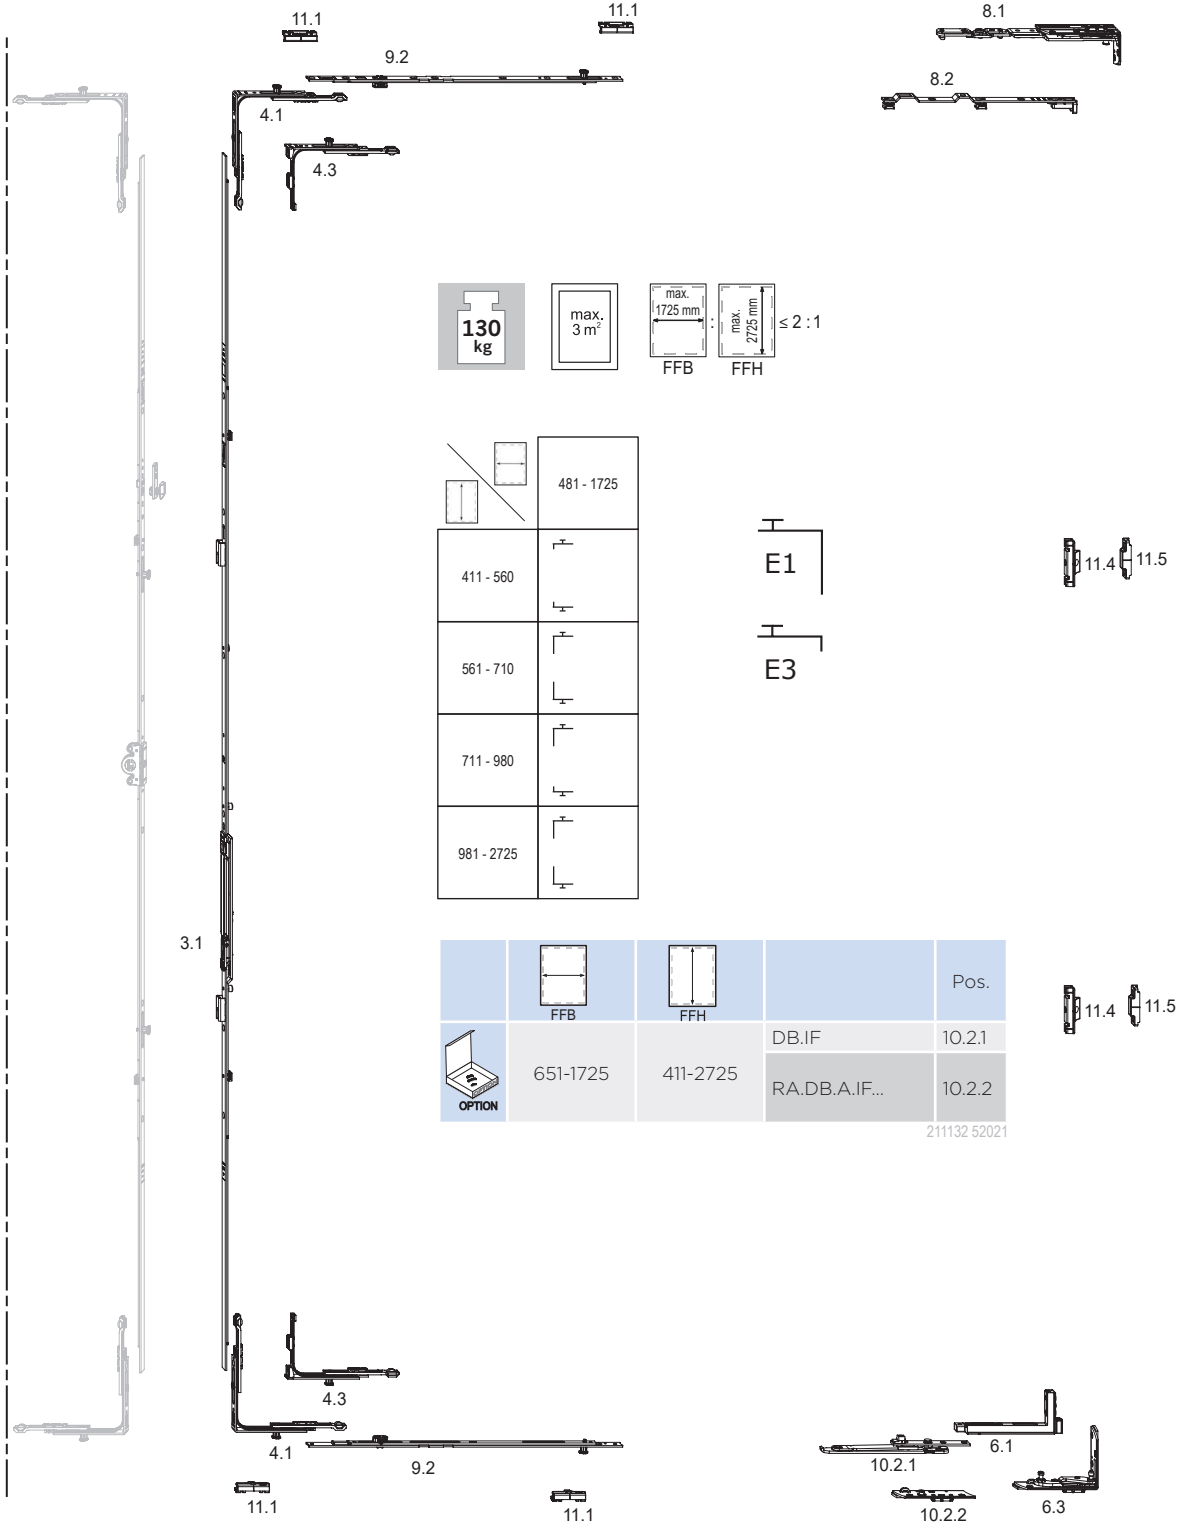 11.1
11.1
8.1
9.2
8.2
4.1
4.3
130
kg
max.
3 m²
max.
1725 mm
FFB
:
max.
2725 mm
FFH
≤ 2 : 1
481 - 1725
411 - 560
561 - 710
711 - 980
981 - 2725
E1
E3
11.4
11.5
3.1
FFB
FFH
Pos.
OPTION
651-1725
411-2725
DB.IF
10.2.1
RA.DB.A.IF...
10.2.2
211132 52021
11.4
11.5
4.3
4.1
9.2
11.1
11.1
6.1
10.2.1
10.2.2
6.3